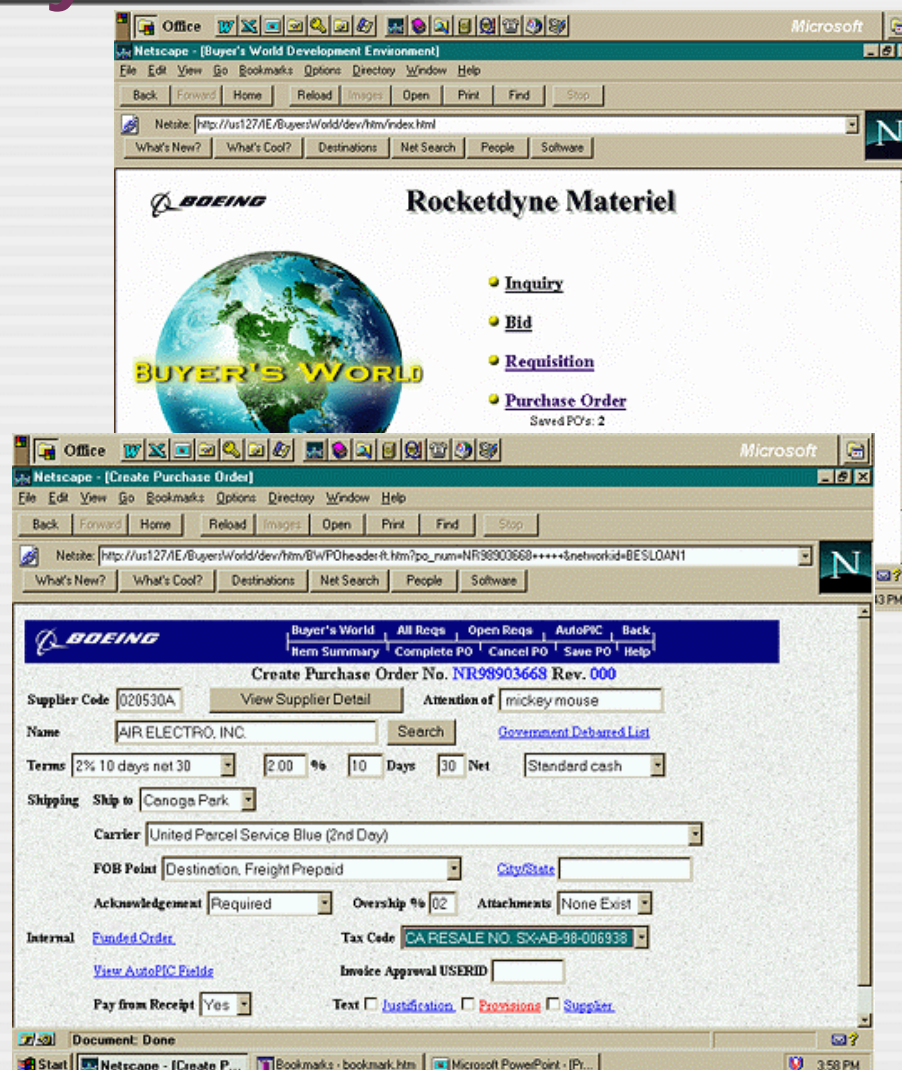 Office Microsoft
Netscape - [Buyer's World Development Environment]
File Edit View Go Bookmarks Options Directory Window Help
Back Forward Home Reload Images Open Print Find Stop
Netsite: http://us127/IE/BuyersWorld/dev/htm/index.html
N
What's New? What's Cool? Destinations Net Search People Software
BOEING Rocketdyne Materiel
Inquiry
Bid
Requisition
BUYER'S WORLD
Purchase Order
Saved PO's: 2
Office Microsoft
Netscape - [Create Purchase Order]
File Edit View Go Bookmarks Options Directory Window Help
Back Forward Home Reload Images Open Print Find Stop
Netsite: http://us127/IE/BuyersWorld/dev/htm/BWPOheader-ft.htm?po_num=NR98903668+++++&networkid=BESLOAN1
N
What's New? What's Cool? Destinations Net Search People Software
43 PM
BOEING Buyer's World All Reqs Open Reqs AutoPIC Back
Item Summary Complete PO Cancel PO Save PO Help
Create Purchase Order No. NR98903668 Rev. 000
Supplier Code 020530A View Supplier Detail Attention of mickey mouse
Name AIR ELECTRO, INC. Search Government Debarred List
Terms 2% 10 days net 30 2.00 % 10 Days 30 Net Standard cash
Shipping Ship to Canoga Park
Carrier United Parcel Service Blue (2nd Day)
FOB Point Destination, Freight Prepaid City/State
Acknowledgement Required Overship % 02 Attachments None Exist
Internal Funded Order Tax Code CA RESALE NO. SX-AB-98-006938
View AutoPIC Fields Invoice Approval USERID
Pay from Receipt Yes Text Justification Provisions Supplier
Document: Done
Start Netscape - [Create P... Bookmarks - bookmark.htm Microsoft PowerPoint - [Pr... 3:58 PM